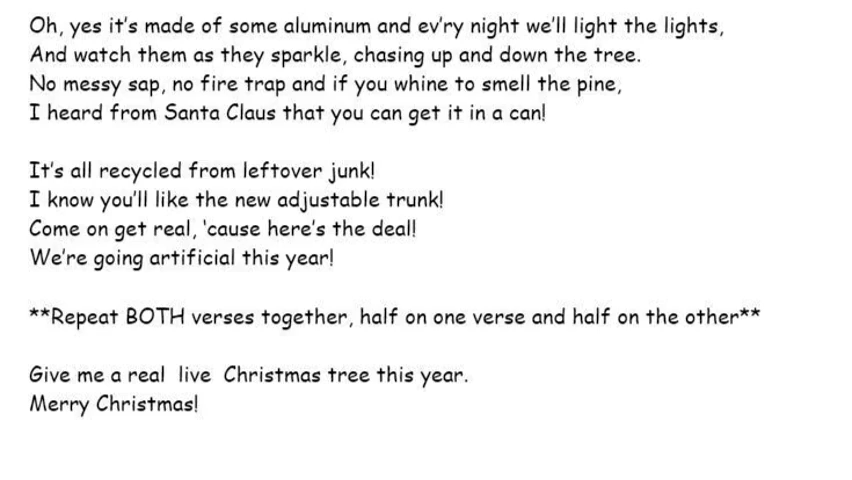 Oh, yes it's made of some aluminum and ev'ry night we'll light the lights,
And watch them as they sparkle, chasing up and down the tree.
No messy sap, no fire trap and if you whine to smell the pine,
I heard from Santa Claus that you can get it in a can!
It's all recycled from leftover junk!
I know you'll like the new adjustable trunk!
Come on get real, 'cause here's the deal!
We're going artificial this year!
**Repeat BOTH verses together, half on one verse and half on the other**
Give me a real  live  Christmas tree this year.
Merry Christmas!